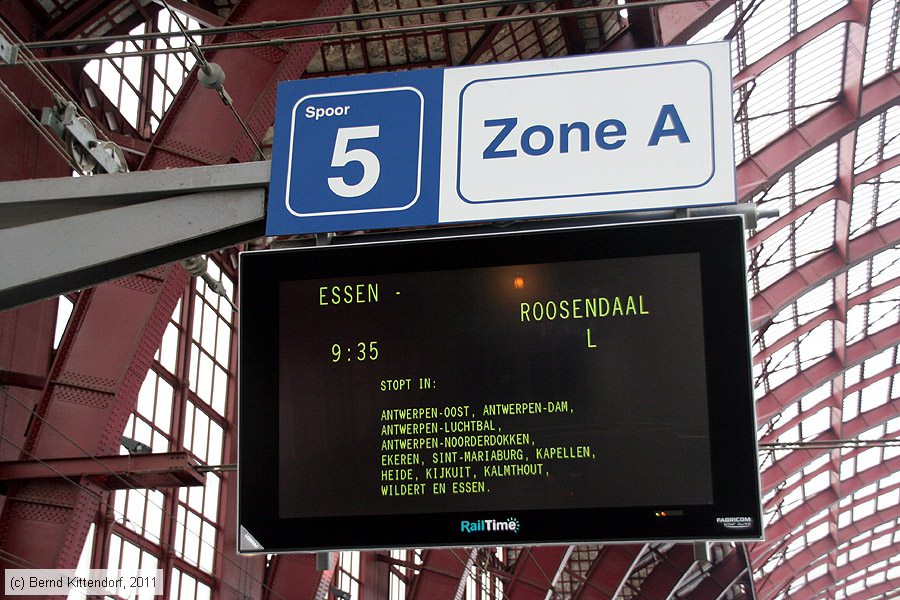 Spoor
5
Zone A
ESSEN -
ROOSENDAAL
9:35
L
STOPT IN:
ANTWERPEN-OOST, ANTWERPEN-DAM,
ANTWERPEN-LUCHTBAL,
ANTWERPEN-NOORDERDOKKEN,
EKEREN, SINT-MARIABURG, KAPELLEN,
HEIDE, KIJKUIT, KALMTHOUT,
WILDERT EN ESSEN.
RailTime
FABRICOM
(c) Bernd Kittendorf, 2011